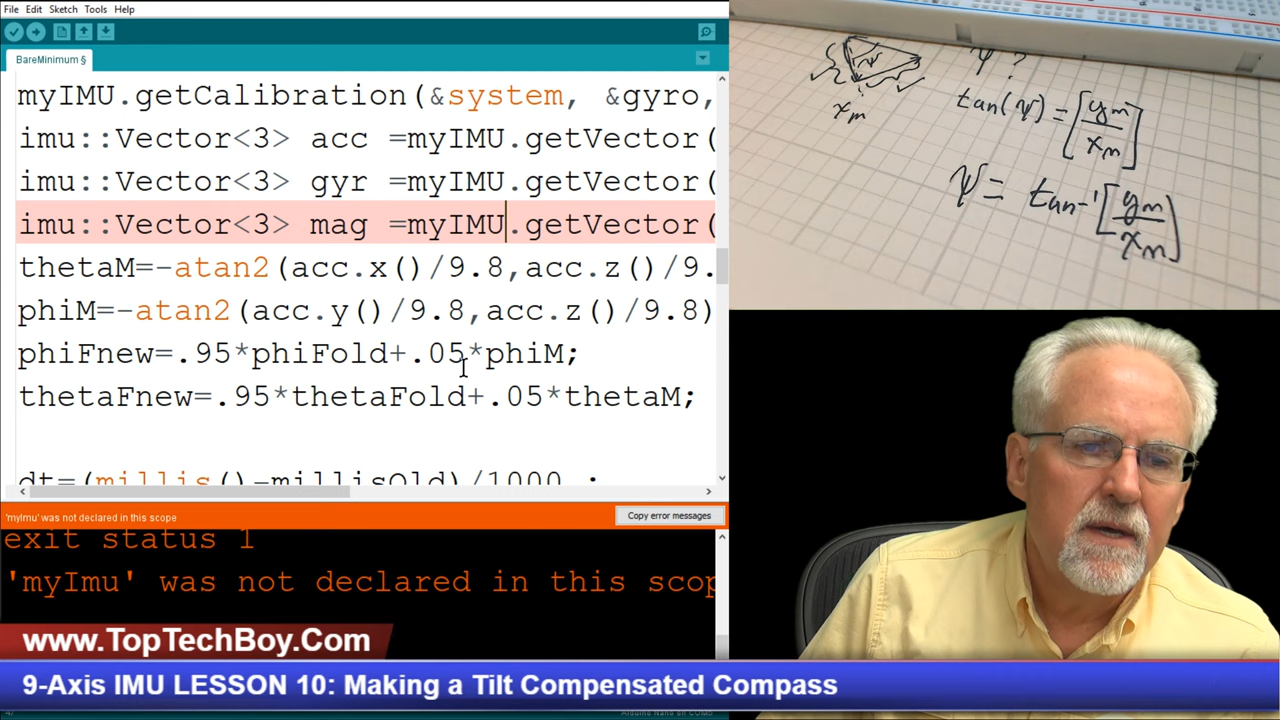 File Edit Sketch Tools Help
BareMinimum §
myIMU.getCalibration(&system, &gyro,
imu::Vector<3> acc =myIMU.getVector(
imu::Vector<3> gyr =myIMU.getVector(
imu::Vector<3> mag =myIMU.getVector(
thetaM=-atan2(acc.x()/9.8,acc.z()/9.
phiM=-atan2(acc.y()/9.8,acc.z()/9.8)
phiFnew=.95*phiFold+.05*phiM;
thetaFnew=.95*thetaFold+.05*thetaM;
dt=(millis()-millisOld)/1000.;
'myImu' was not declared in this scope
Copy error messages
exit status 1
'myImu' was not declared in this scop
ψ
xm
ψ ?
tan(ψ) = [ym/xm]
ψ = tan-1[ym/xm]
www.TopTechBoy.Com
9-Axis IMU LESSON 10: Making a Tilt Compensated Compass